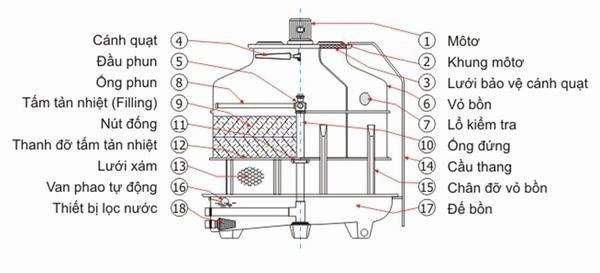 Cánh quạt 4
Đầu phun 5
Ống phun 8
Tấm tản nhiệt (Filling) 9
Nút đống 11
Thanh đỡ tấm tản nhiệt 12
Lưới xám 13
Van phao tự động 16
Thiết bị lọc nước 18
1 Môtơ
2 Khung môtơ
3 Lưới bảo vệ cánh quạt
6 Vỏ bồn
7 Lổ kiểm tra
10 Ống đứng
14 Cầu thang
15 Chân đỡ vỏ bồn
17 Đế bồn